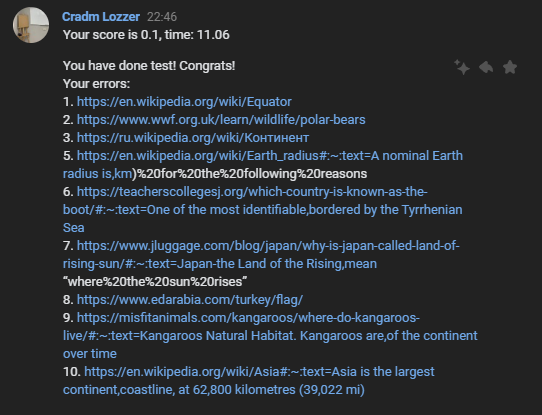 Cradm Lozzer 22:46
Your score is 0.1, time: 11.06
You have done test! Congrats!
Your errors:
1. https://en.wikipedia.org/wiki/Equator
2. https://www.wwf.org.uk/learn/wildlife/polar-bears
3. https://ru.wikipedia.org/wiki/Континент
5. https://en.wikipedia.org/wiki/Earth_radius#:~:text=A nominal Earth
radius is,km)%20for%20the%20following%20reasons
6. https://teacherscollegesj.org/which-country-is-known-as-the-
boot/#:~:text=One of the most identifiable,bordered by the Tyrrhenian
Sea
7. https://www.jluggage.com/blog/japan/why-is-japan-called-land-of-
rising-sun/#:~:text=Japan-the Land of the Rising,mean
“where%20the%20sun%20rises”
8. https://www.edarabia.com/turkey/flag/
9. https://misfitanimals.com/kangaroos/where-do-kangaroos-
live/#:~:text=Kangaroos Natural Habitat. Kangaroos are,of the continent
over time
10. https://en.wikipedia.org/wiki/Asia#:~:text=Asia is the largest
continent,coastline, at 62,800 kilometres (39,022 mi)